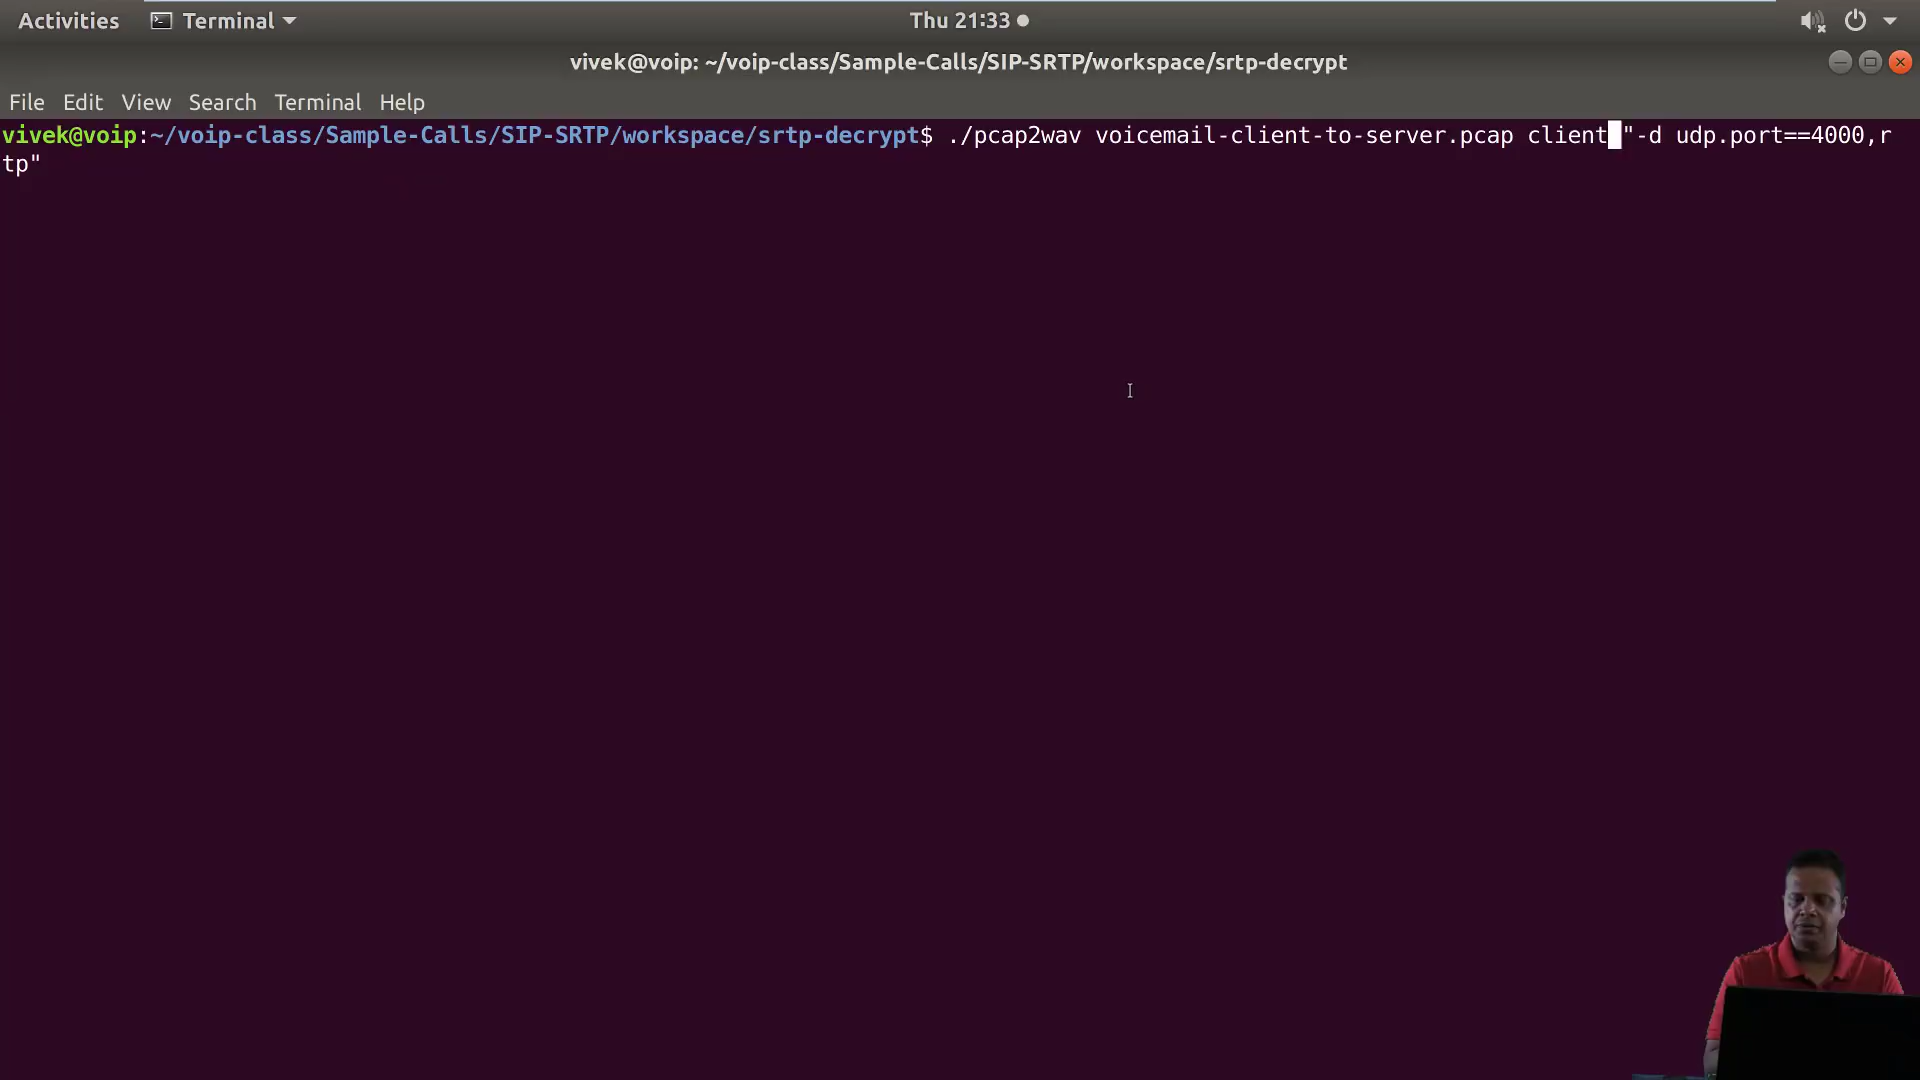 Activities Terminal Thu 21:33
vivek@voip: ~/voip-class/Sample-Calls/SIP-SRTP/workspace/srtp-decrypt
File Edit View Search Terminal Help
vivek@voip:~/voip-class/Sample-Calls/SIP-SRTP/workspace/srtp-decrypt$ ./pcap2wav voicemail-client-to-server.pcap client "-d udp.port==4000,r
tp"